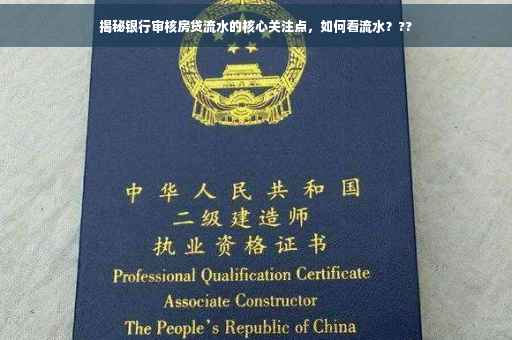 揭秘银行审核房贷流水的核心关注点，如何看流水？??
中华人民共和国
二级建造师
执业资格证书
Professional Qualification Certificate
Associate Constructor
The People's Republic of China